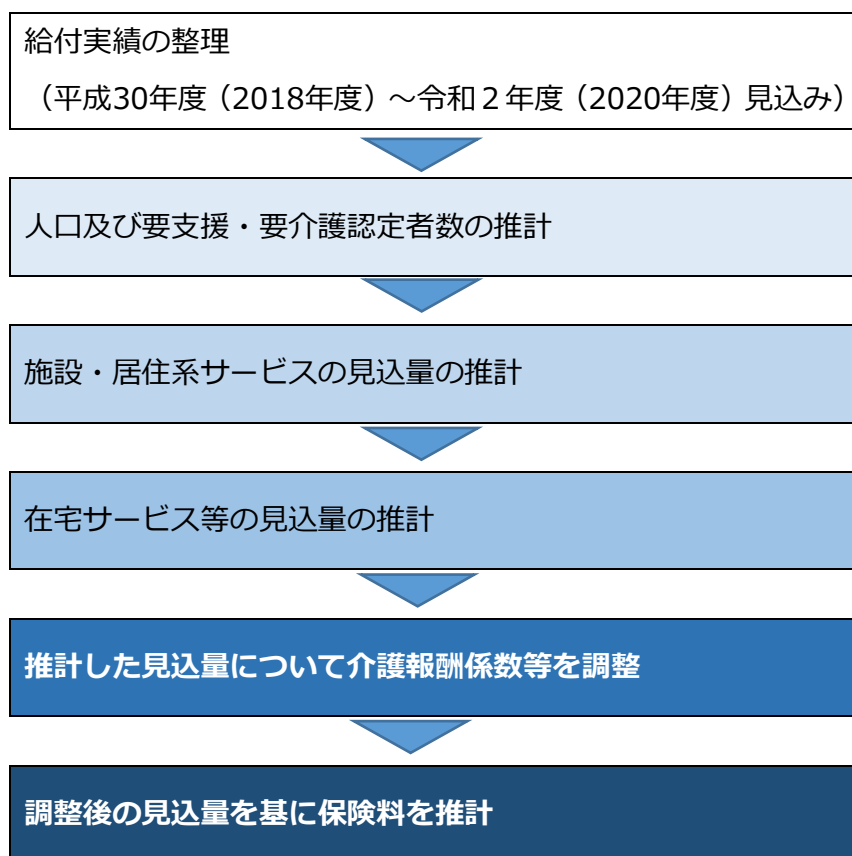 給付実績の整理
（平成30年度（2018年度）～令和２年度（2020年度）見込み）
人口及び要支援・要介護認定者数の推計
施設・居住系サービスの見込量の推計
在宅サービス等の見込量の推計
推計した見込量について介護報酬係数等を調整
調整後の見込量を基に保険料を推計